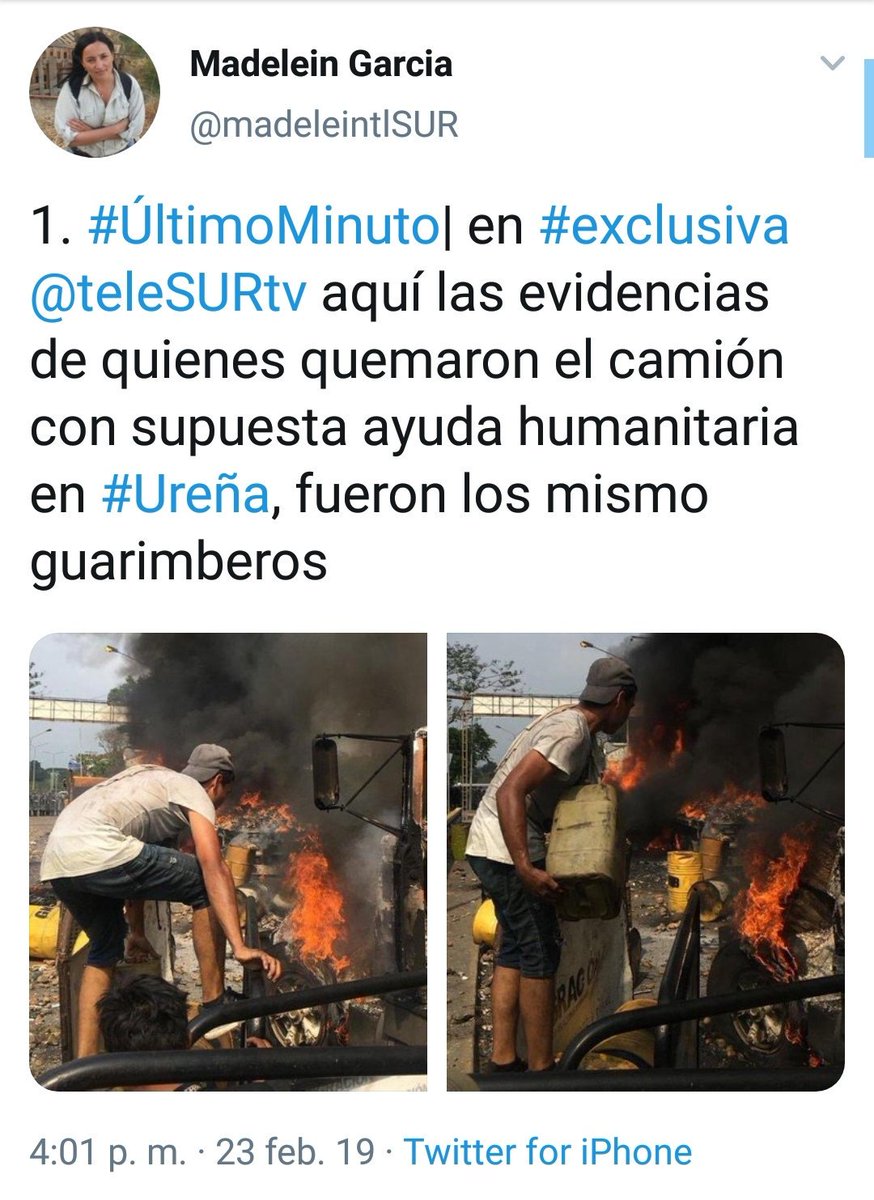 Madelein Garcia
@madeleintlSUR
1. #ÚltimoMinuto| en #exclusiva
@teleSURtv aquí las evidencias
de quienes quemaron el camión
con supuesta ayuda humanitaria
en #Ureña, fueron los mismo
guarimberos
4:01 p. m. · 23 feb. 19 · Twitter for iPhone